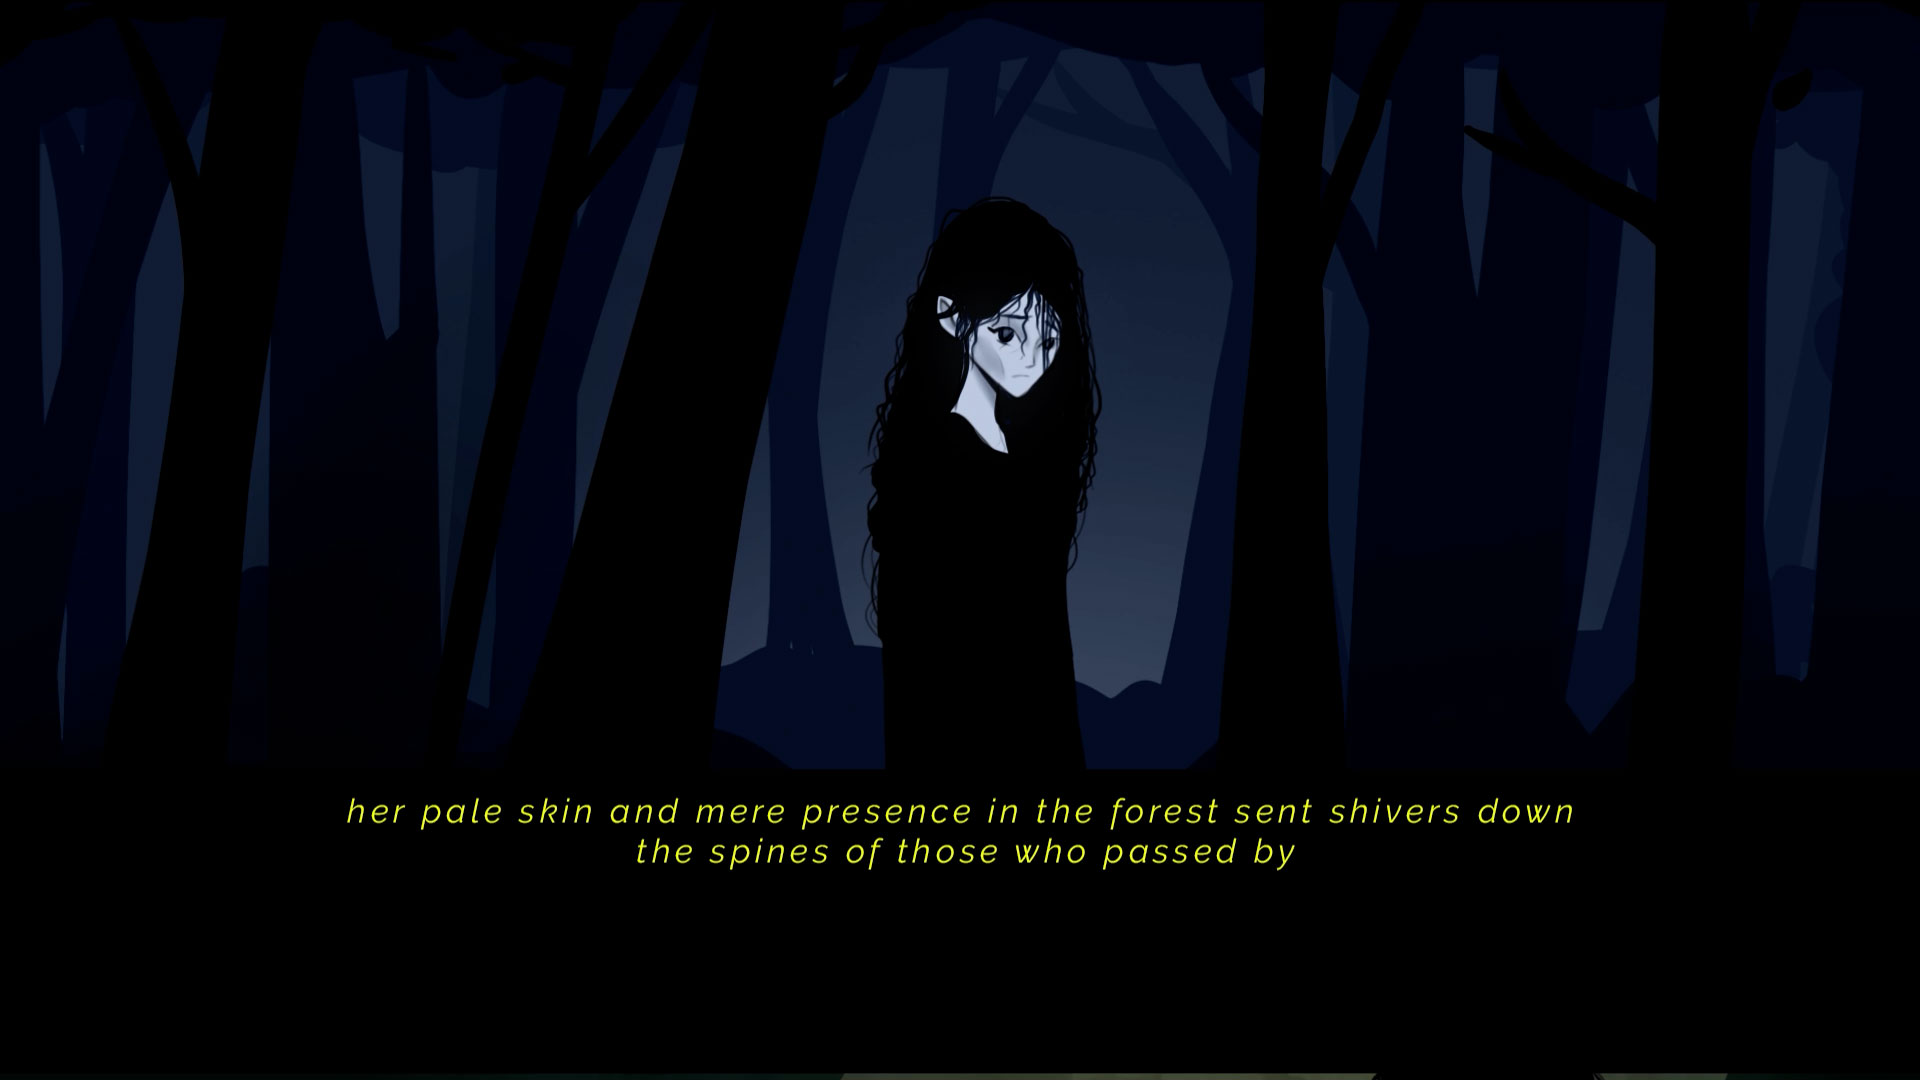 her pale skin and mere presence in the forest sent shivers down
the spines of those who passed by